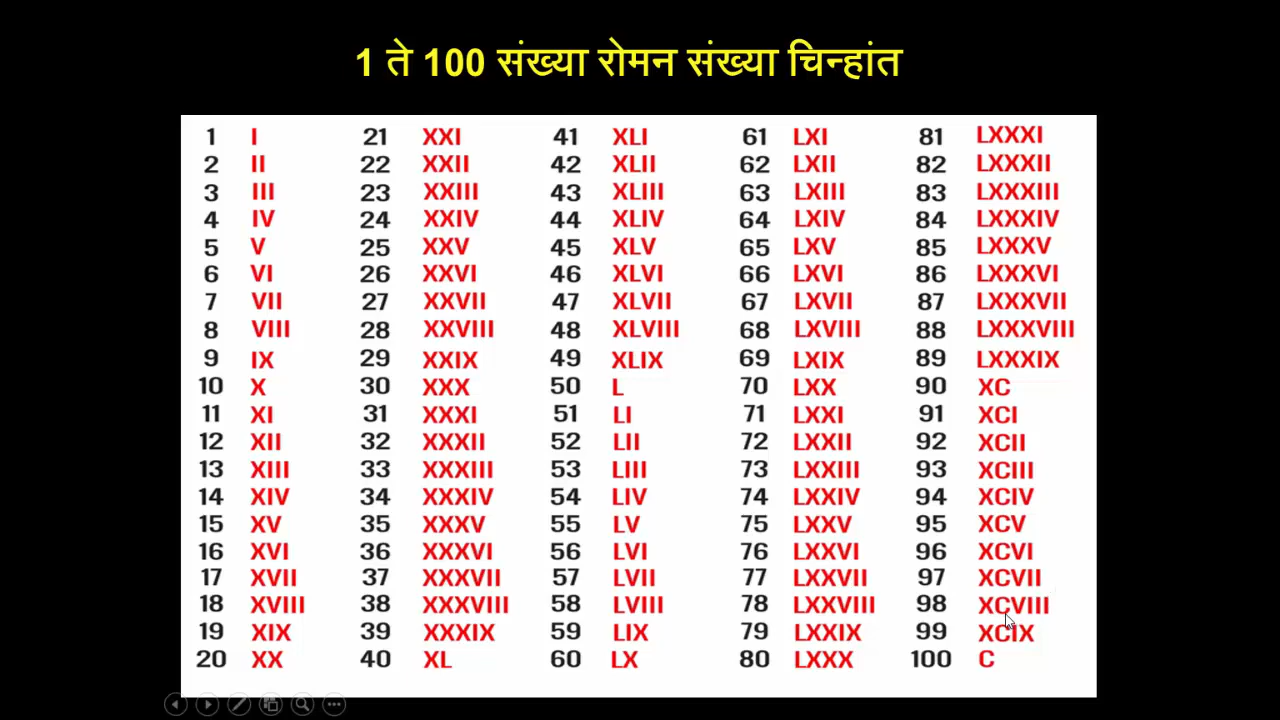 1 ते 100 संख्या रोमन संख्या चिन्हांत
1 I 21 XXI 41 XLI 61 LXI 81 LXXXI
2 II 22 XXII 42 XLII 62 LXII 82 LXXXII
3 III 23 XXIII 43 XLIII 63 LXIII 83 LXXXIII
4 IV 24 XXIV 44 XLIV 64 LXIV 84 LXXXIV
5 V 25 XXV 45 XLV 65 LXV 85 LXXXV
6 VI 26 XXVI 46 XLVI 66 LXVI 86 LXXXVI
7 VII 27 XXVII 47 XLVII 67 LXVII 87 LXXXVII
8 VIII 28 XXVIII 48 XLVIII 68 LXVIII 88 LXXXVIII
9 IX 29 XXIX 49 XLIX 69 LXIX 89 LXXXIX
10 X 30 XXX 50 L 70 LXX 90 XC
11 XI 31 XXXI 51 LI 71 LXXI 91 XCI
12 XII 32 XXXII 52 LII 72 LXXII 92 XCII
13 XIII 33 XXXIII 53 LIII 73 LXXIII 93 XCIII
14 XIV 34 XXXIV 54 LIV 74 LXXIV 94 XCIV
15 XV 35 XXXV 55 LV 75 LXXV 95 XCV
16 XVI 36 XXXVI 56 LVI 76 LXXVI 96 XCVI
17 XVII 37 XXXVII 57 LVII 77 LXXVII 97 XCVII
18 XVIII 38 XXXVIII 58 LVIII 78 LXXVIII 98 XCVIII
19 XIX 39 XXXIX 59 LIX 79 LXXIX 99 XCIX
20 XX 40 XL 60 LX 80 LXXX 100 C